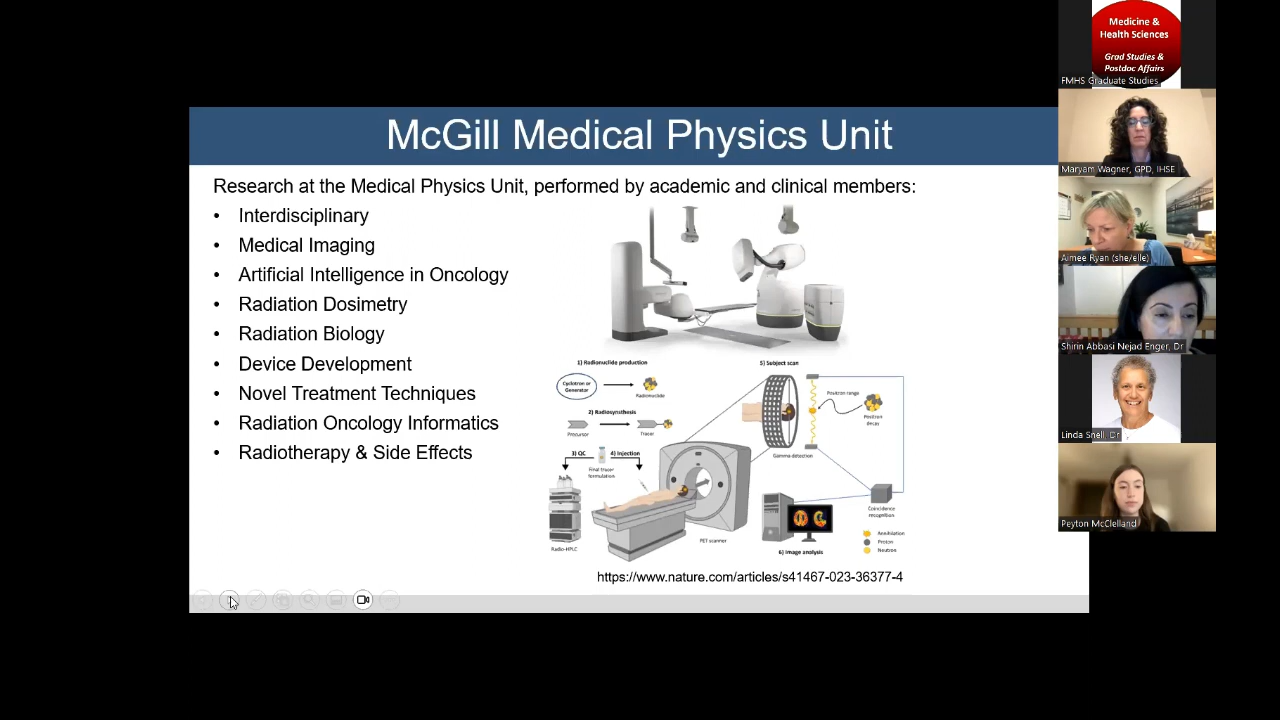 McGill Medical Physics Unit
Research at the Medical Physics Unit, performed by academic and clinical members:
• Interdisciplinary
• Medical Imaging
• Artificial Intelligence in Oncology
• Radiation Dosimetry
• Radiation Biology
• Device Development
• Novel Treatment Techniques
• Radiation Oncology Informatics
• Radiotherapy & Side Effects
1) Radionuclide production
Cyclotron or
Generator
Radionuclide
2) Radiosynthesis
Precursor
Tracer
3) QC
4) Injection
Final tracer
formulation
Radio-HPLC
PET scanner
5) Subject scan
Positron range
Positron
decay
Gamma detection
Coincidence
recognition
6) Image analysis
Annihilation
Proton
Neutron
https://www.nature.com/articles/s41467-023-36377-4
Medicine &
Health Sciences
Grad Studies &
Postdoc Affairs
FMHS Graduate Studies
Maryam Wagner, GPD, IHSE
Aimee Ryan (she/elle)
Shirin Abbasi Nejad Enger, Dr
Linda Snell, Dr
Peyton McClelland